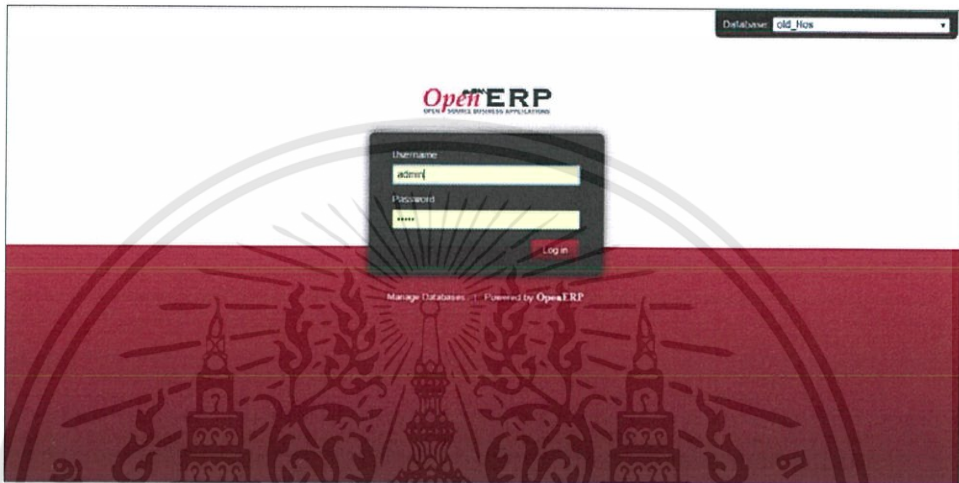 Database: old_Hos
OpenERP
OPEN SOURCE BUSINESS APPLICATIONS
Username
admin
Password
•••••
Log in
Manage Databases | Powered by OpenERP